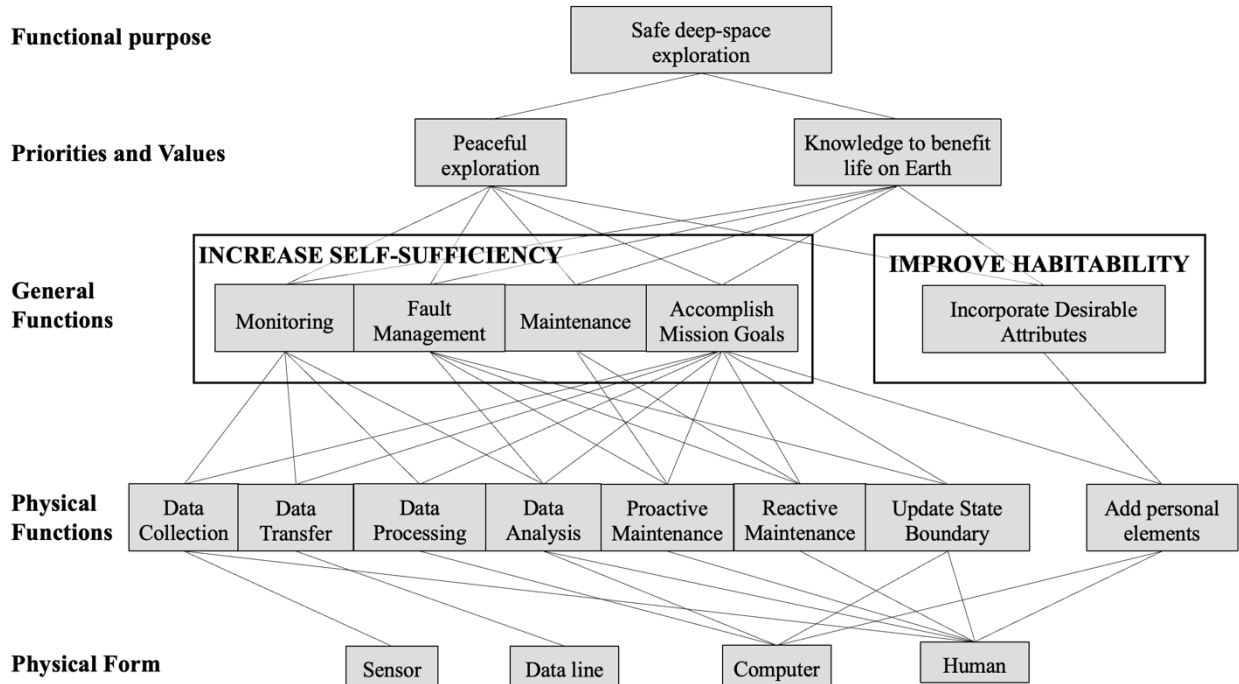 Functional purpose
Safe deep-space
exploration
Priorities and Values
Peaceful
exploration
Knowledge to benefit
life on Earth
INCREASE SELF-SUFFICIENCY
IMPROVE HABITABILITY
General
Functions
Monitoring
Fault
Management
Maintenance
Accomplish
Mission Goals
Incorporate Desirable
Attributes
Physical
Functions
Data
Collection
Data
Transfer
Data
Processing
Data
Analysis
Proactive
Maintenance
Reactive
Maintenance
Update State
Boundary
Add personal
elements
Physical Form
Sensor
Data line
Computer
Human